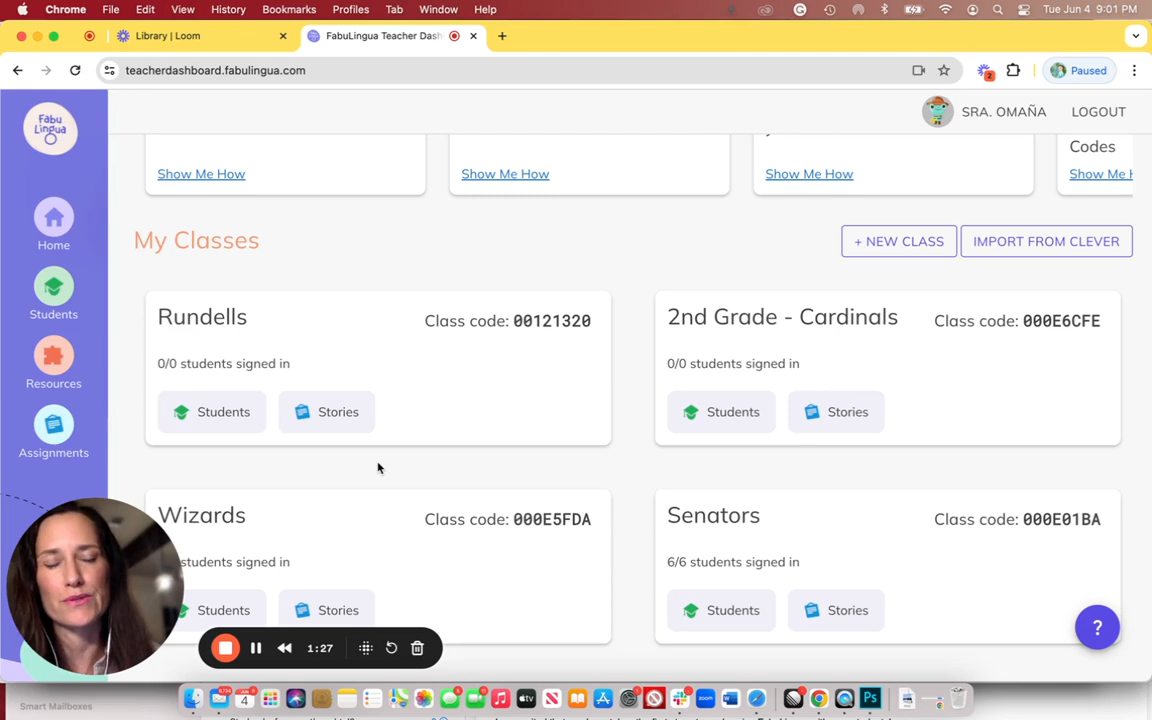 Chrome File Edit View History Bookmarks Profiles Tab Window Help Tue Jun 4 9:01 PM
Library | Loom FabuLingua Teacher Dash
teacherdashboard.fabulingua.com 2 Paused
Fabu Lingua
SRA. OMAÑA LOGOUT
Codes
Show Me How Show Me How Show Me How Show Me H
Home
My Classes + NEW CLASS IMPORT FROM CLEVER
Students
Rundells Class code: 00121320
0/0 students signed in
Students Stories
2nd Grade - Cardinals Class code: 000E6CFE
0/0 students signed in
Students Stories
Resources
Assignments
Wizards Class code: 000E5FDA
students signed in
Students Stories
Senators Class code: 000E01BA
6/6 students signed in
Students Stories
?
1:27
Smart Mailboxes